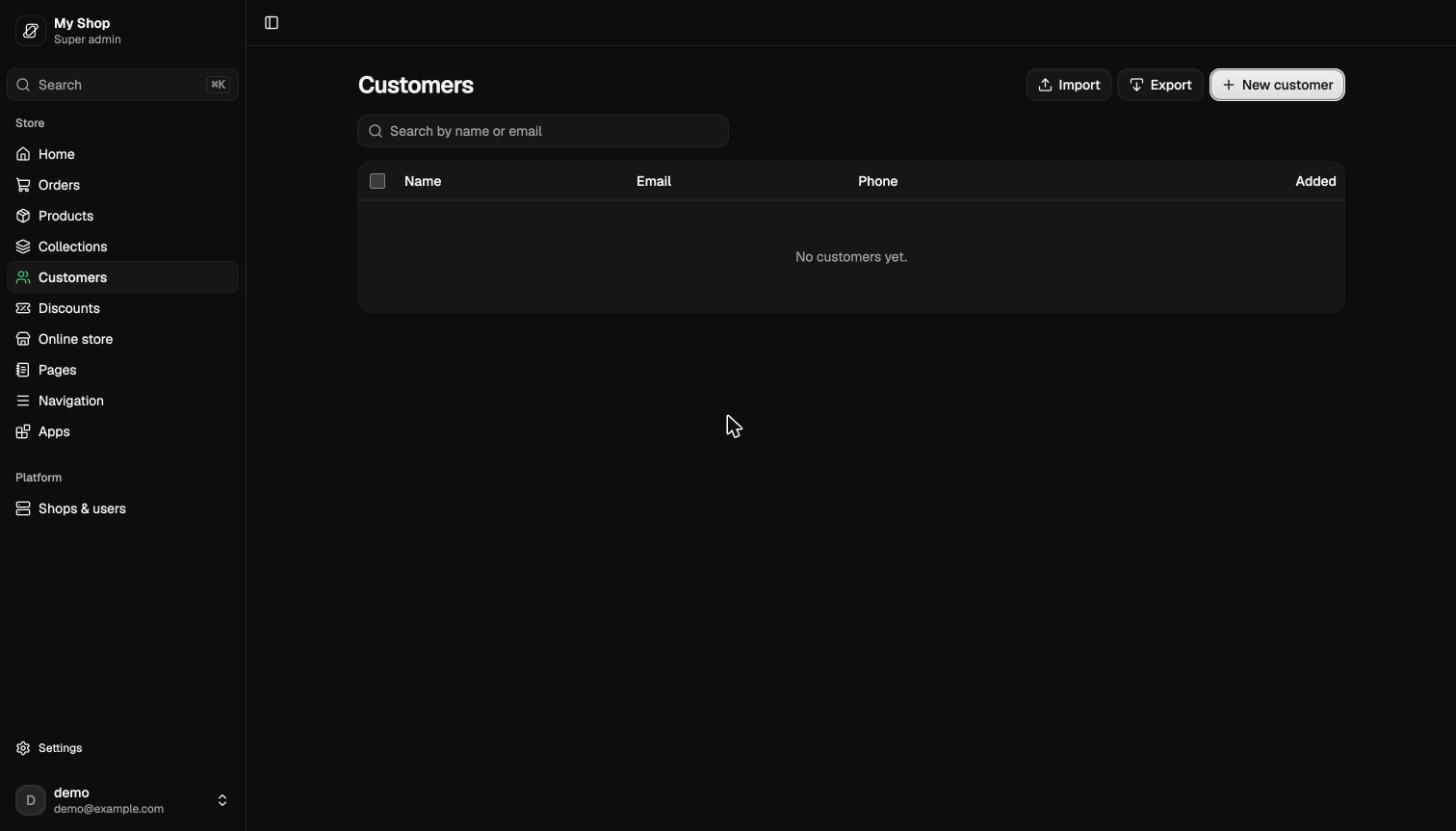 My Shop
Super admin
Search ⌘K
Store
Home
Orders
Products
Collections
Customers
Discounts
Online store
Pages
Navigation
Apps
Platform
Shops & users
Settings
D
demo
demo@example.com
Customers
Import
Export
New customer
Search by name or email
Name Email Phone Added
No customers yet.